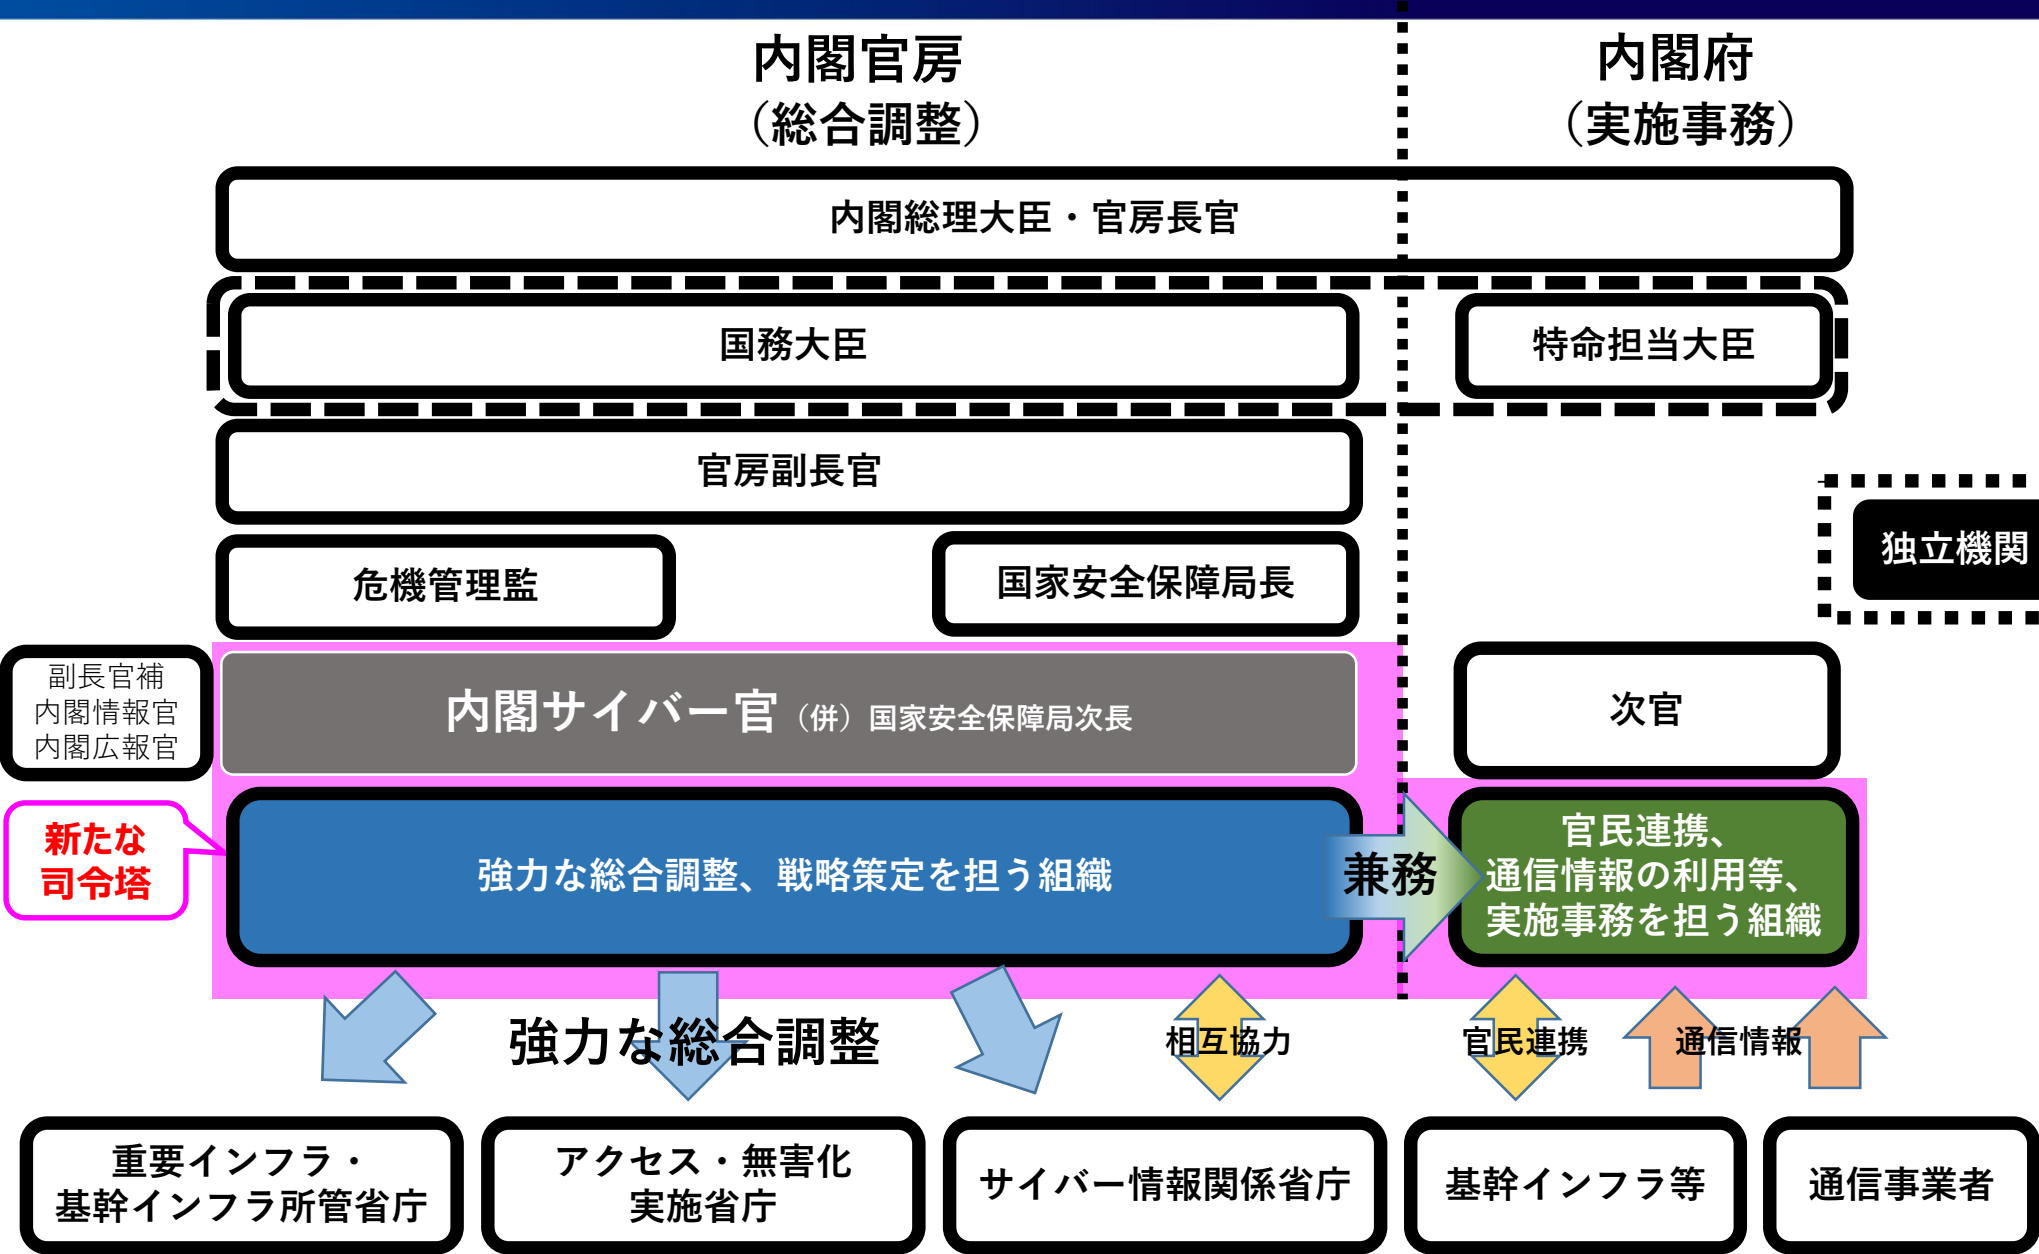 内閣官房
（総合調整）
内閣府
（実施事務）
内閣総理大臣・官房長官
国務大臣
特命担当大臣
官房副長官
独立機関
危機管理監
国家安全保障局長
副長官補
内閣情報官
内閣広報官
内閣サイバー官（併）国家安全保障局次長
次官
新たな
司令塔
強力な総合調整、戦略策定を担う組織
兼務
官民連携、
通信情報の利用等、
実施事務を担う組織
強力な総合調整
相互協力
官民連携
通信情報
重要インフラ・
基幹インフラ所管省庁
アクセス・無害化
実施省庁
サイバー情報関係省庁
基幹インフラ等
通信事業者